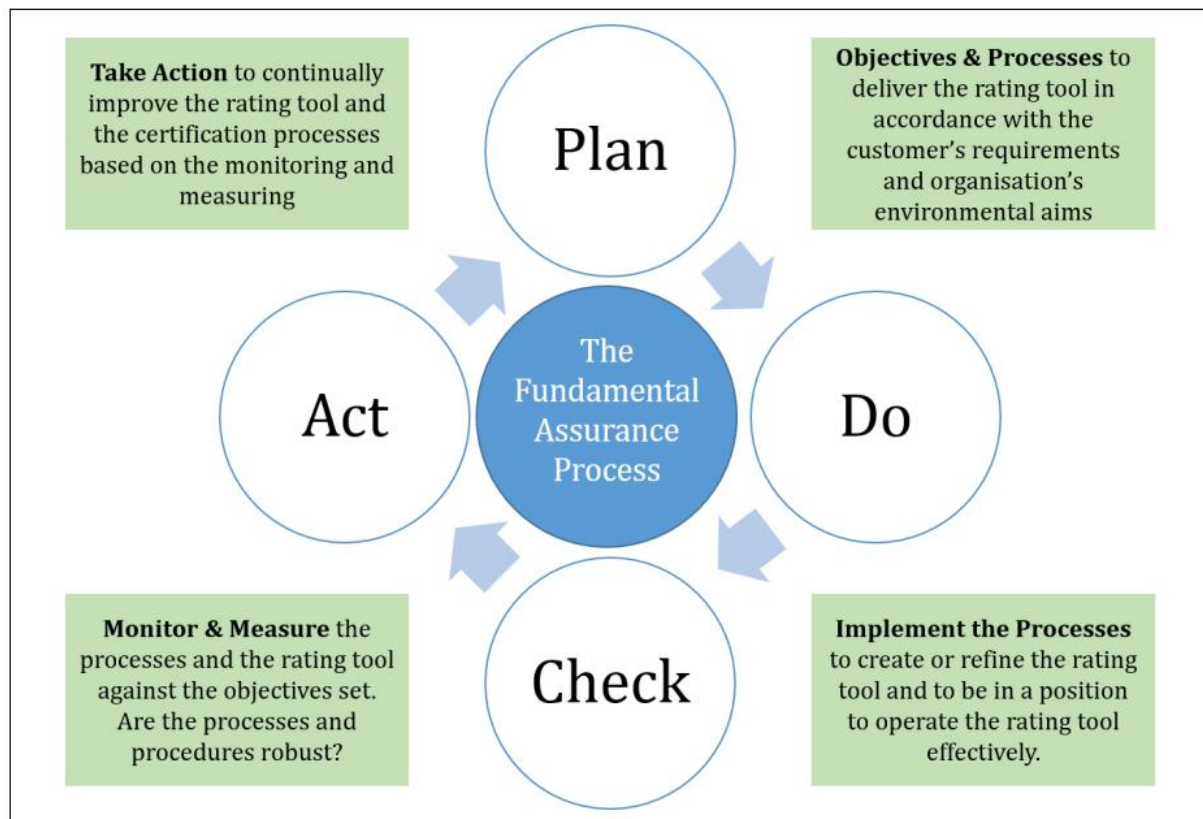 Take Action to continually
improve the rating tool and
the certification processes
based on the monitoring and
measuring
Plan
Objectives & Processes to
deliver the rating tool in
accordance with the
customer’s requirements
and organisation’s
environmental aims
Act
The
Fundamental
Assurance
Process
Do
Monitor & Measure the
processes and the rating tool
against the objectives set.
Are the processes and
procedures robust?
Check
Implement the Processes
to create or refine the rating
tool and to be in a position
to operate the rating tool
effectively.